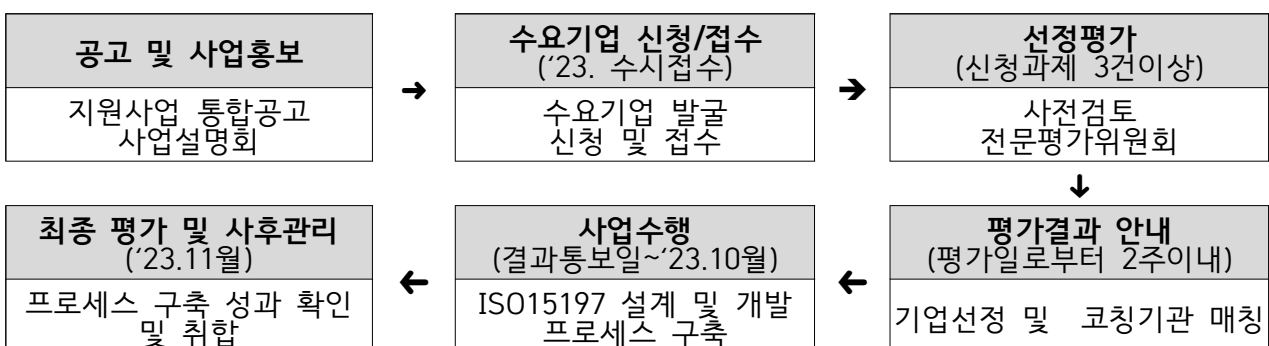 공고 및 사업홍보
지원사업 통합공고
사업설명회
➜
수요기업 신청/접수
(‘23. 수시접수)
수요기업 발굴
신청 및 접수
➔
선정평가
(신청과제 3건이상)
사전검토
전문평가위원회
↓
평가결과 안내
(평가일로부터 2주이내)
기업선정 및 코칭기관 매칭
←
사업수행
(결과통보일~‘23.10월)
ISO15197 설계 및 개발
프로세스 구축
←
최종 평가 및 사후관리
(‘23.11월)
프로세스 구축 성과 확인
및 취합